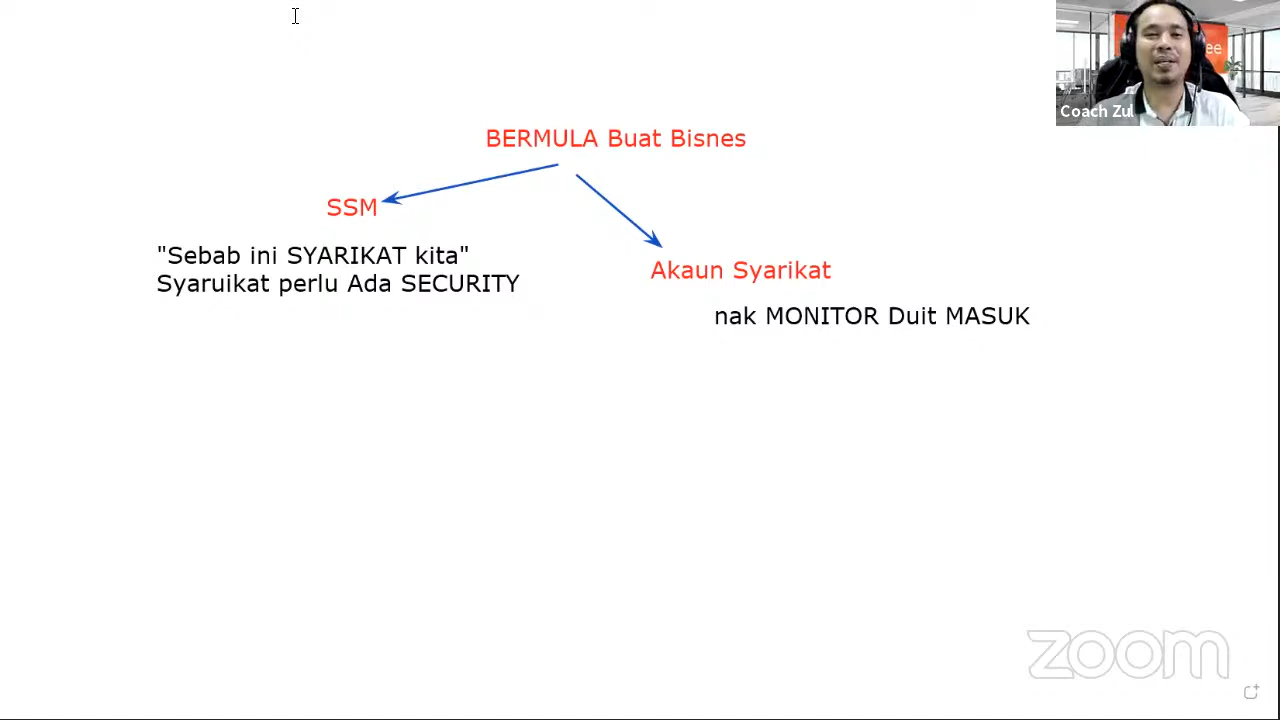 ee
Coach Zul
BERMULA Buat Bisnes
SSM
"Sebab ini SYARIKAT kita"
Syaruikat perlu Ada SECURITY
Akaun Syarikat
nak MONITOR Duit MASUK
zoom